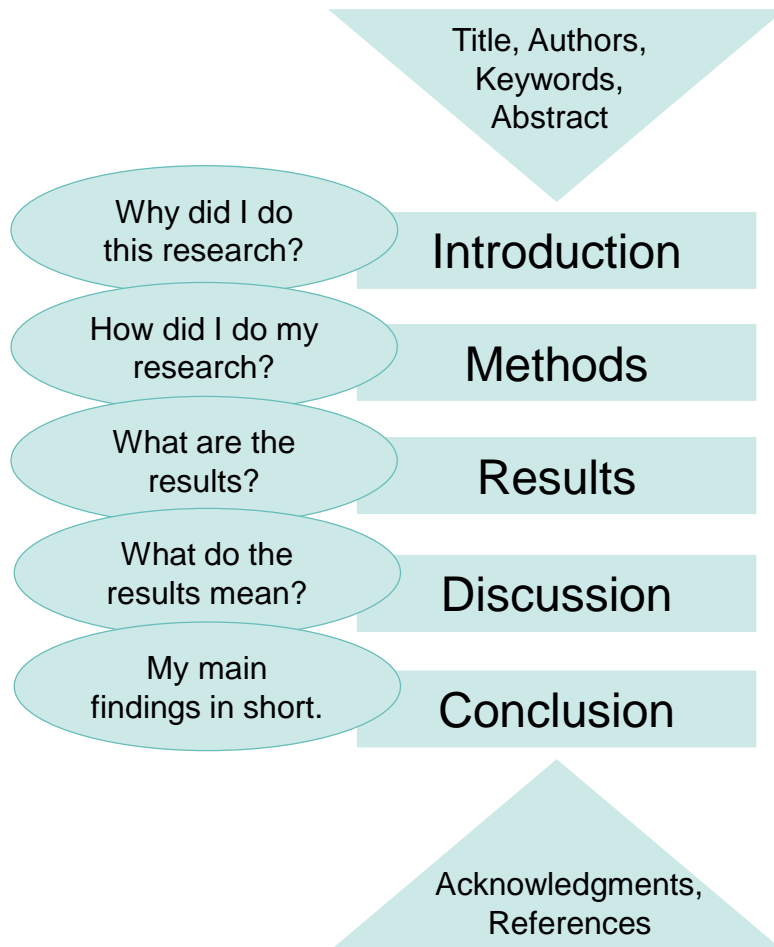 Title, Authors,
Keywords,
Abstract
Why did I do
this research?
Introduction
How did I do my
research?
Methods
What are the
results?
Results
What do the
results mean?
Discussion
My main
findings in short.
Conclusion
Acknowledgments,
References